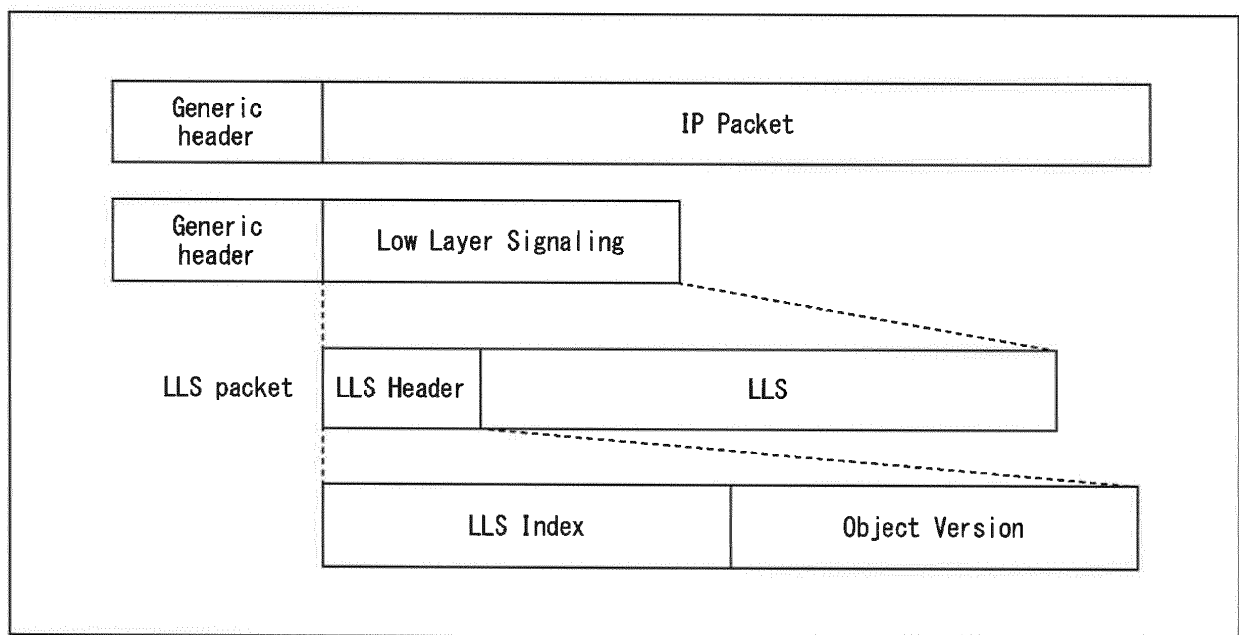 Generic
header
IP Packet
Generic
header
Low Layer Signaling
LLS packet
LLS Header
LLS
LLS Index
Object Version